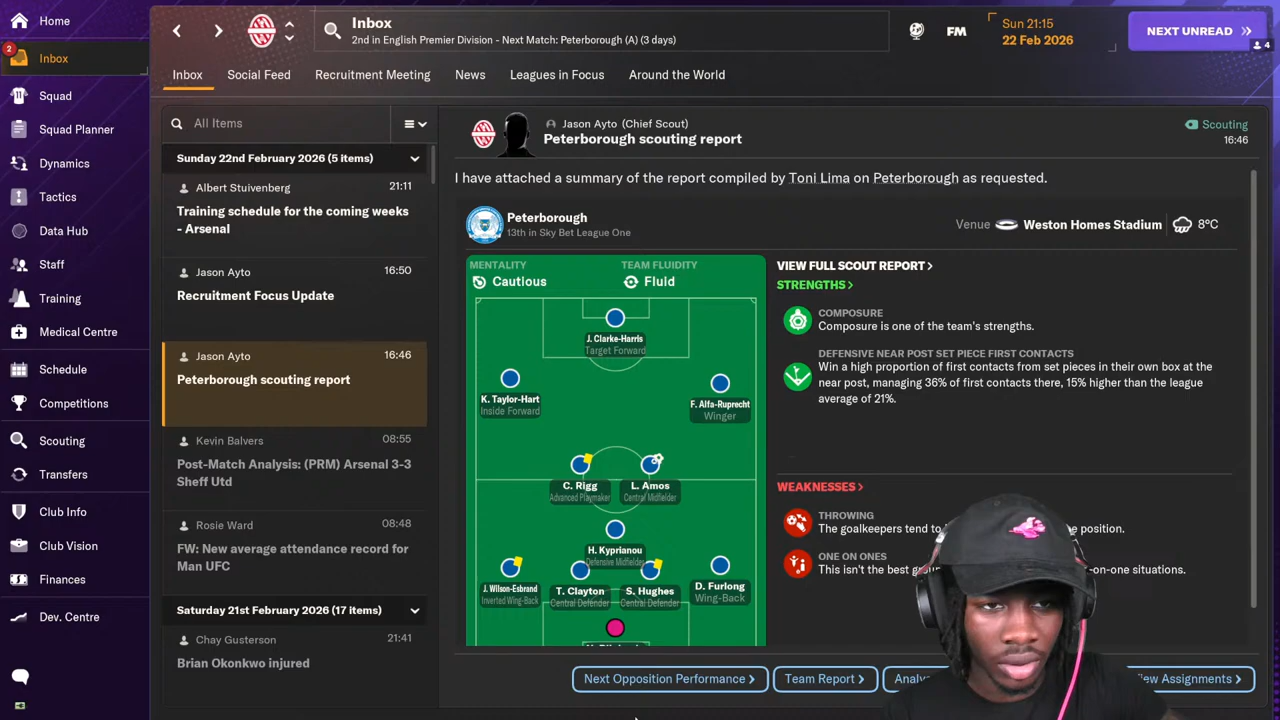 Home
2
Inbox
Squad
Squad Planner
Dynamics
Tactics
Data Hub
Staff
Training
Medical Centre
Schedule
Competitions
Scouting
Transfers
Club Info
Club Vision
Finances
Dev. Centre
Inbox
2nd in English Premier Division - Next Match: Peterborough (A) (3 days)
FM
Sun 21:15
22 Feb 2026
NEXT UNREAD
4
Inbox
Social Feed
Recruitment Meeting
News
Leagues in Focus
Around the World
All Items
Sunday 22nd February 2026 (5 items)
Albert Stuivenberg 21:11
Training schedule for the coming weeks
- Arsenal
Jason Ayto 16:50
Recruitment Focus Update
Jason Ayto 16:46
Peterborough scouting report
Kevin Balvers 08:55
Post-Match Analysis: (PRM) Arsenal 3-3
Sheff Utd
Rosie Ward 08:48
FW: New average attendance record for
Man UFC
Saturday 21st February 2026 (17 items)
Chay Gusterson 21:41
Brian Okonkwo injured
Jason Ayto (Chief Scout)
Peterborough scouting report
Scouting
16:46
I have attached a summary of the report compiled by Toni Lima on Peterborough as requested.
Peterborough
13th in Sky Bet League One
Venue Weston Homes Stadium 8°C
MENTALITY
Cautious
TEAM FLUIDITY
Fluid
J. Clarke-Harris
Target Forward
K. Taylor-Hart
Inside Forward
F. Alfa-Ruprecht
Winger
C. Rigg
Advanced Playmaker
L. Amos
Central Midfielder
H. Kyprianou
Defensive Midfielder
J. Wilson-Esbrand
Inverted Wing-Back
T. Clayton
Central Defender
S. Hughes
Central Defender
D. Furlong
Wing-Back
VIEW FULL SCOUT REPORT >
STRENGTHS >
COMPOSURE
Composure is one of the team's strengths.
DEFENSIVE NEAR POST SET PIECE FIRST CONTACTS
Win a high proportion of first contacts from set pieces in their own box at the
near post, managing 36% of first contacts there, 15% higher than the league
average of 21%.
WEAKNESSES >
THROWING
The goalkeepers tend to e position.
ONE ON ONES
This isn't the best -on-one situations.
Next Opposition Performance >
Team Report >
Analy
View Assignments >